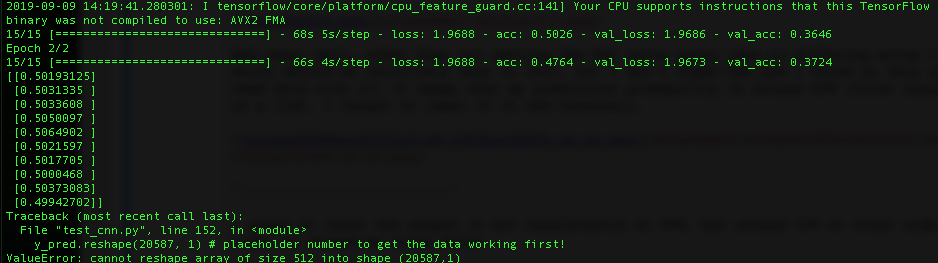 2019-09-09 14:19:41.280301: I tensorflow/core/platform/cpu_feature_guard.cc:141] Your CPU supports instructions that this TensorFlow
binary was not compiled to use: AVX2 FMA
15/15 [==============================] - 68s 5s/step - loss: 1.9688 - acc: 0.5026 - val_loss: 1.9686 - val_acc: 0.3646
Epoch 2/2
15/15 [==============================] - 66s 4s/step - loss: 1.9688 - acc: 0.4764 - val_loss: 1.9673 - val_acc: 0.3724
[[0.50193125]
 [0.5031335 ]
 [0.5033608 ]
 [0.5050097 ]
 [0.5064902 ]
 [0.5021597 ]
 [0.5017705 ]
 [0.5000468 ]
 [0.50373083]
 [0.49942702]]
Traceback (most recent call last):
  File "test_cnn.py", line 152, in <module>
    y_pred.reshape(20587, 1) # placeholder number to get the data working first!
ValueError: cannot reshape array of size 512 into shape (20587,1)